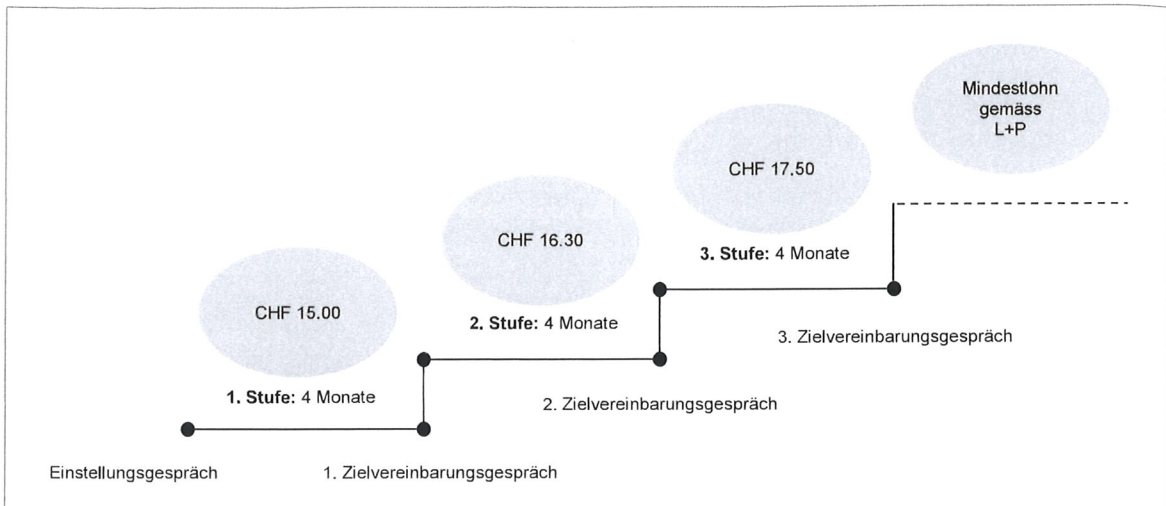 Mindestlohn
gemäss
L+P
CHF 17.50
CHF 16.30
3. Stufe: 4 Monate
CHF 15.00
2. Stufe: 4 Monate
3. Zielvereinbarungsgespräch
1. Stufe: 4 Monate
2. Zielvereinbarungsgespräch
Einstellungsgespräch
1. Zielvereinbarungsgespräch